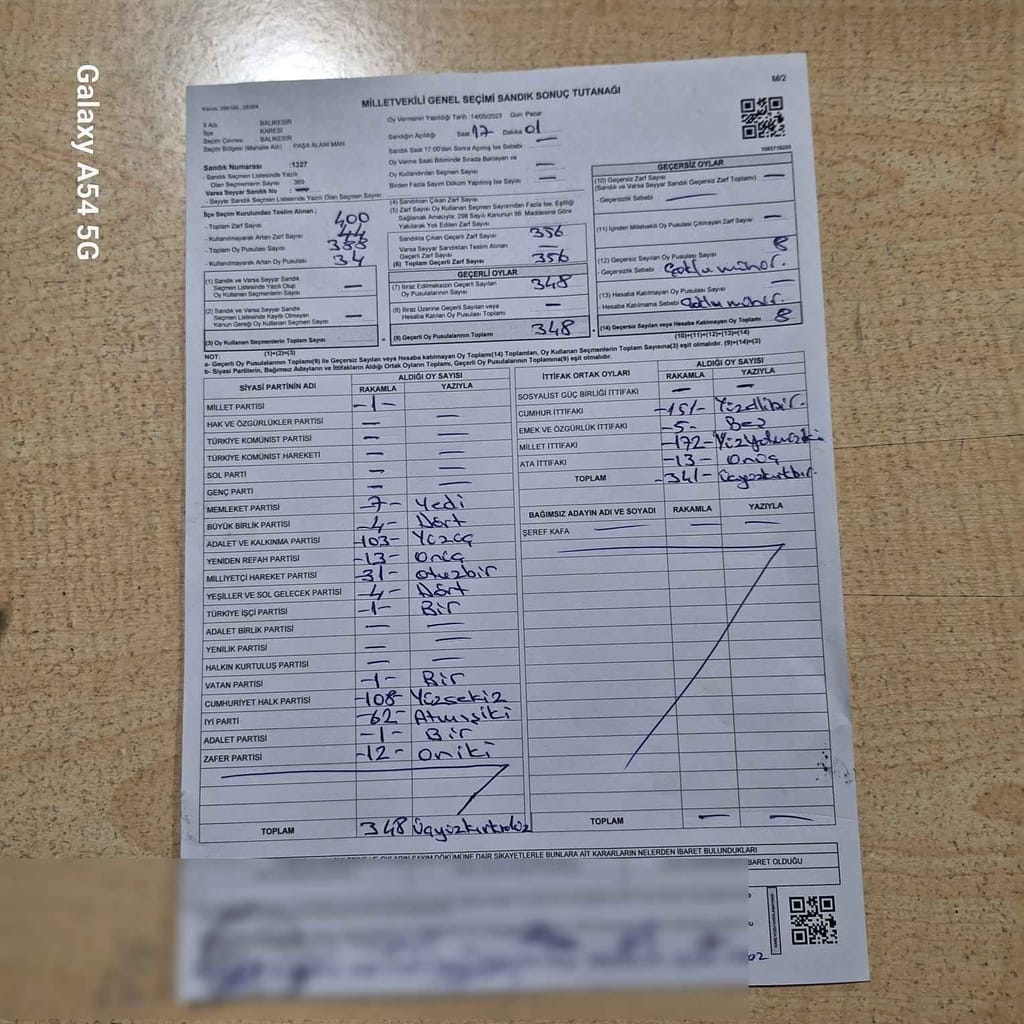 Galaxy A54 5G
M/2
MİLLETVEKİLİ GENEL SEÇİMİ SANDIK SONUÇ TUTANAĞI
İl Adı BALIKESİR
İlçe KARESİ
Seçim Çevresi BALIKESİR
Seçim Bölgesi (Mahalle Adı) PAŞA ALANI MAH
Oy Vermenin Yapıldığı Tarih :14/05/2023 Gün: Pazar
Sandığın Açıldığı Saat 17 Dakika 01
Sandık Saat 17:00'den Sonra Açılmış İse Sebebi
Oy Verme Saati Bitiminde Sırada Bekleyen ve
Oy Kullandırılan Seçmen Sayısı —
Birden Fazla Sayım Döküm Yapılmış İse Sayısı —
Sandık Numarası :1327
Sandık Seçmen Listesinde Yazılı
Olan Seçmenlerin Sayısı 389
Varsa Seyyar Sandık No : —
- Seyyar Sandık Seçmen Listesinde Yazılı Olan Seçmen Sayısı
İlçe Seçim Kurulundan Teslim Alınan ;
- Toplam Zarf Sayısı 400
- Kullanılmayarak Artan Zarf Sayısı 44
- Toplam Oy Pusulası Sayısı
- Kullanılmayarak Artan Oy Pusulası 34
(1) Sandık ve Varsa Seyyar Sandık
Seçmen Listesinde Yazılı Olup
Oy Kullanan Seçmenlerin Sayısı —
(2) Sandık ve Varsa Seyyar Sandık
Seçmen Listesinde Kayıtlı Olmayan
Kanun Gereği Oy Kullanan Seçmen Sayısı —
(3) Oy Kullanan Seçmenlerin Toplam Sayısı
(1)+(2)=(3)
(4) Sandıktan Çıkan Zarf Sayısı
(5) Zarf Sayısı Oy Kullanan Seçmen Sayısından Fazla İse, Eşitliği
Sağlamak Amacıyla; 298 Sayılı Kanunun 98. Maddesine Göre
Yakılarak Yok Edilen Zarf Sayısı
Sandıkta Çıkan Geçerli Zarf Sayısı 356
Varsa Seyyar Sandıktan Teslim Alınan
Geçerli Zarf Sayısı —
(6) Toplam Geçerli Zarf Sayısı 356
GEÇERLİ OYLAR
(7) İtiraz Edilmeksizin Geçerli Sayılan
Oy Pusulalarının Sayısı 348
(8) İtiraz Üzerine Geçerli Sayılan veya
Hesaba Katılan Oy Pusulaları Toplamı —
(9) Geçerli Oy Pusulalarının Toplamı 348
GEÇERSİZ OYLAR
(10) Geçersiz Zarf Sayısı
(Sandık ve Varsa Seyyar Sandık Geçersiz Zarf Toplamı) —
- Geçersizlik Sebebi —
(11) İçinden Milletvekili Oy Pusulası Çıkmayan Zarf Sayısı —
(12) Geçersiz Sayılan Oy Pusulası Sayısı 8
- Geçersizlik Sebebi Çoklu mühür.
(13) Hesaba Katılmayan Oy Pusulası Sayısı —
Hesaba Katılmama Sebebi Çoklu mühür.
(14) Geçersiz Sayılan veya Hesaba Katılmayan Oy Toplamı 8
(10)+(11)+(12)+(13)=(14)
NOT:
a- Geçerli Oy Pusulalarının Toplamı(9) ile Geçersiz Sayılan veya Hesaba katılmayan Oy Toplam(14) Toplamları, Oy Kullanan Seçmenlerin Toplam Sayısına(3) eşit olmalıdır. (9)+(14)=(3)
b- Siyasi Partilerin, Bağımsız Adayların ve İttifakların Aldığı Ortak Oyların Toplamı, Geçerli Oy Pusulalarının Toplamına(9) eşit olmalıdır.
SİYASİ PARTİNİN ADI ALDIĞI OY SAYISI
RAKAMLA YAZIYLA
MİLLET PARTİSİ -1-
HAK VE ÖZGÜRLÜKLER PARTİSİ — —
TÜRKİYE KOMÜNİST PARTİSİ — —
TÜRKİYE KOMÜNİST HAREKETİ — —
SOL PARTİ — —
GENÇ PARTİ — —
MEMLEKET PARTİSİ -7- Yedi
BÜYÜK BİRLİK PARTİSİ -4- Dört
ADALET VE KALKINMA PARTİSİ -103- Yüzüç
YENİDEN REFAH PARTİSİ -13- Onüç
MİLLİYETÇİ HAREKET PARTİSİ -31- Otuzbir
YEŞİLLER VE SOL GELECEK PARTİSİ -4- Dört
TÜRKİYE İŞÇİ PARTİSİ -1- Bir
ADALET BİRLİK PARTİSİ — —
YENİLİK PARTİSİ — —
HALKIN KURTULUŞ PARTİSİ — —
VATAN PARTİSİ -1- Bir
CUMHURİYET HALK PARTİSİ -108- Yüzsekiz
İYİ PARTİ -62- Atmışiki
ADALET PARTİSİ -1- Bir
ZAFER PARTİSİ -12- Oniki
TOPLAM 348 Üçyüzkırksekiz
İTTİFAK ORTAK OYLARI ALDIĞI OY SAYISI
RAKAMLA YAZIYLA
SOSYALİST GÜÇ BİRLİĞİ İTTİFAKI — —
CUMHUR İTTİFAKI -151- Yüzellibir.
EMEK VE ÖZGÜRLÜK İTTİFAKI -5- Beş
MİLLET İTTİFAKI -172- Yüzyetmişiki
ATA İTTİFAKI -13- Onüç
TOPLAM -341- Üçyüzkırkbir.
BAĞIMSIZ ADAYIN ADI VE SOYADI RAKAMLA YAZIYLA
ŞEREF KAFA — — —
TOPLAM — —
DÖKÜMÜNE DAİR ŞİKAYETLERLE BUNLARA AİT KARARLARIN NELERDEN İBARET BULUNDUKLARI
BARET OLDUĞU